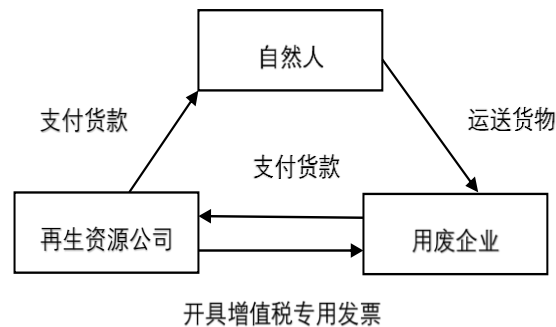 自然人
支付货款
运送货物
支付货款
再生资源公司
用废企业
开具增值税专用发票